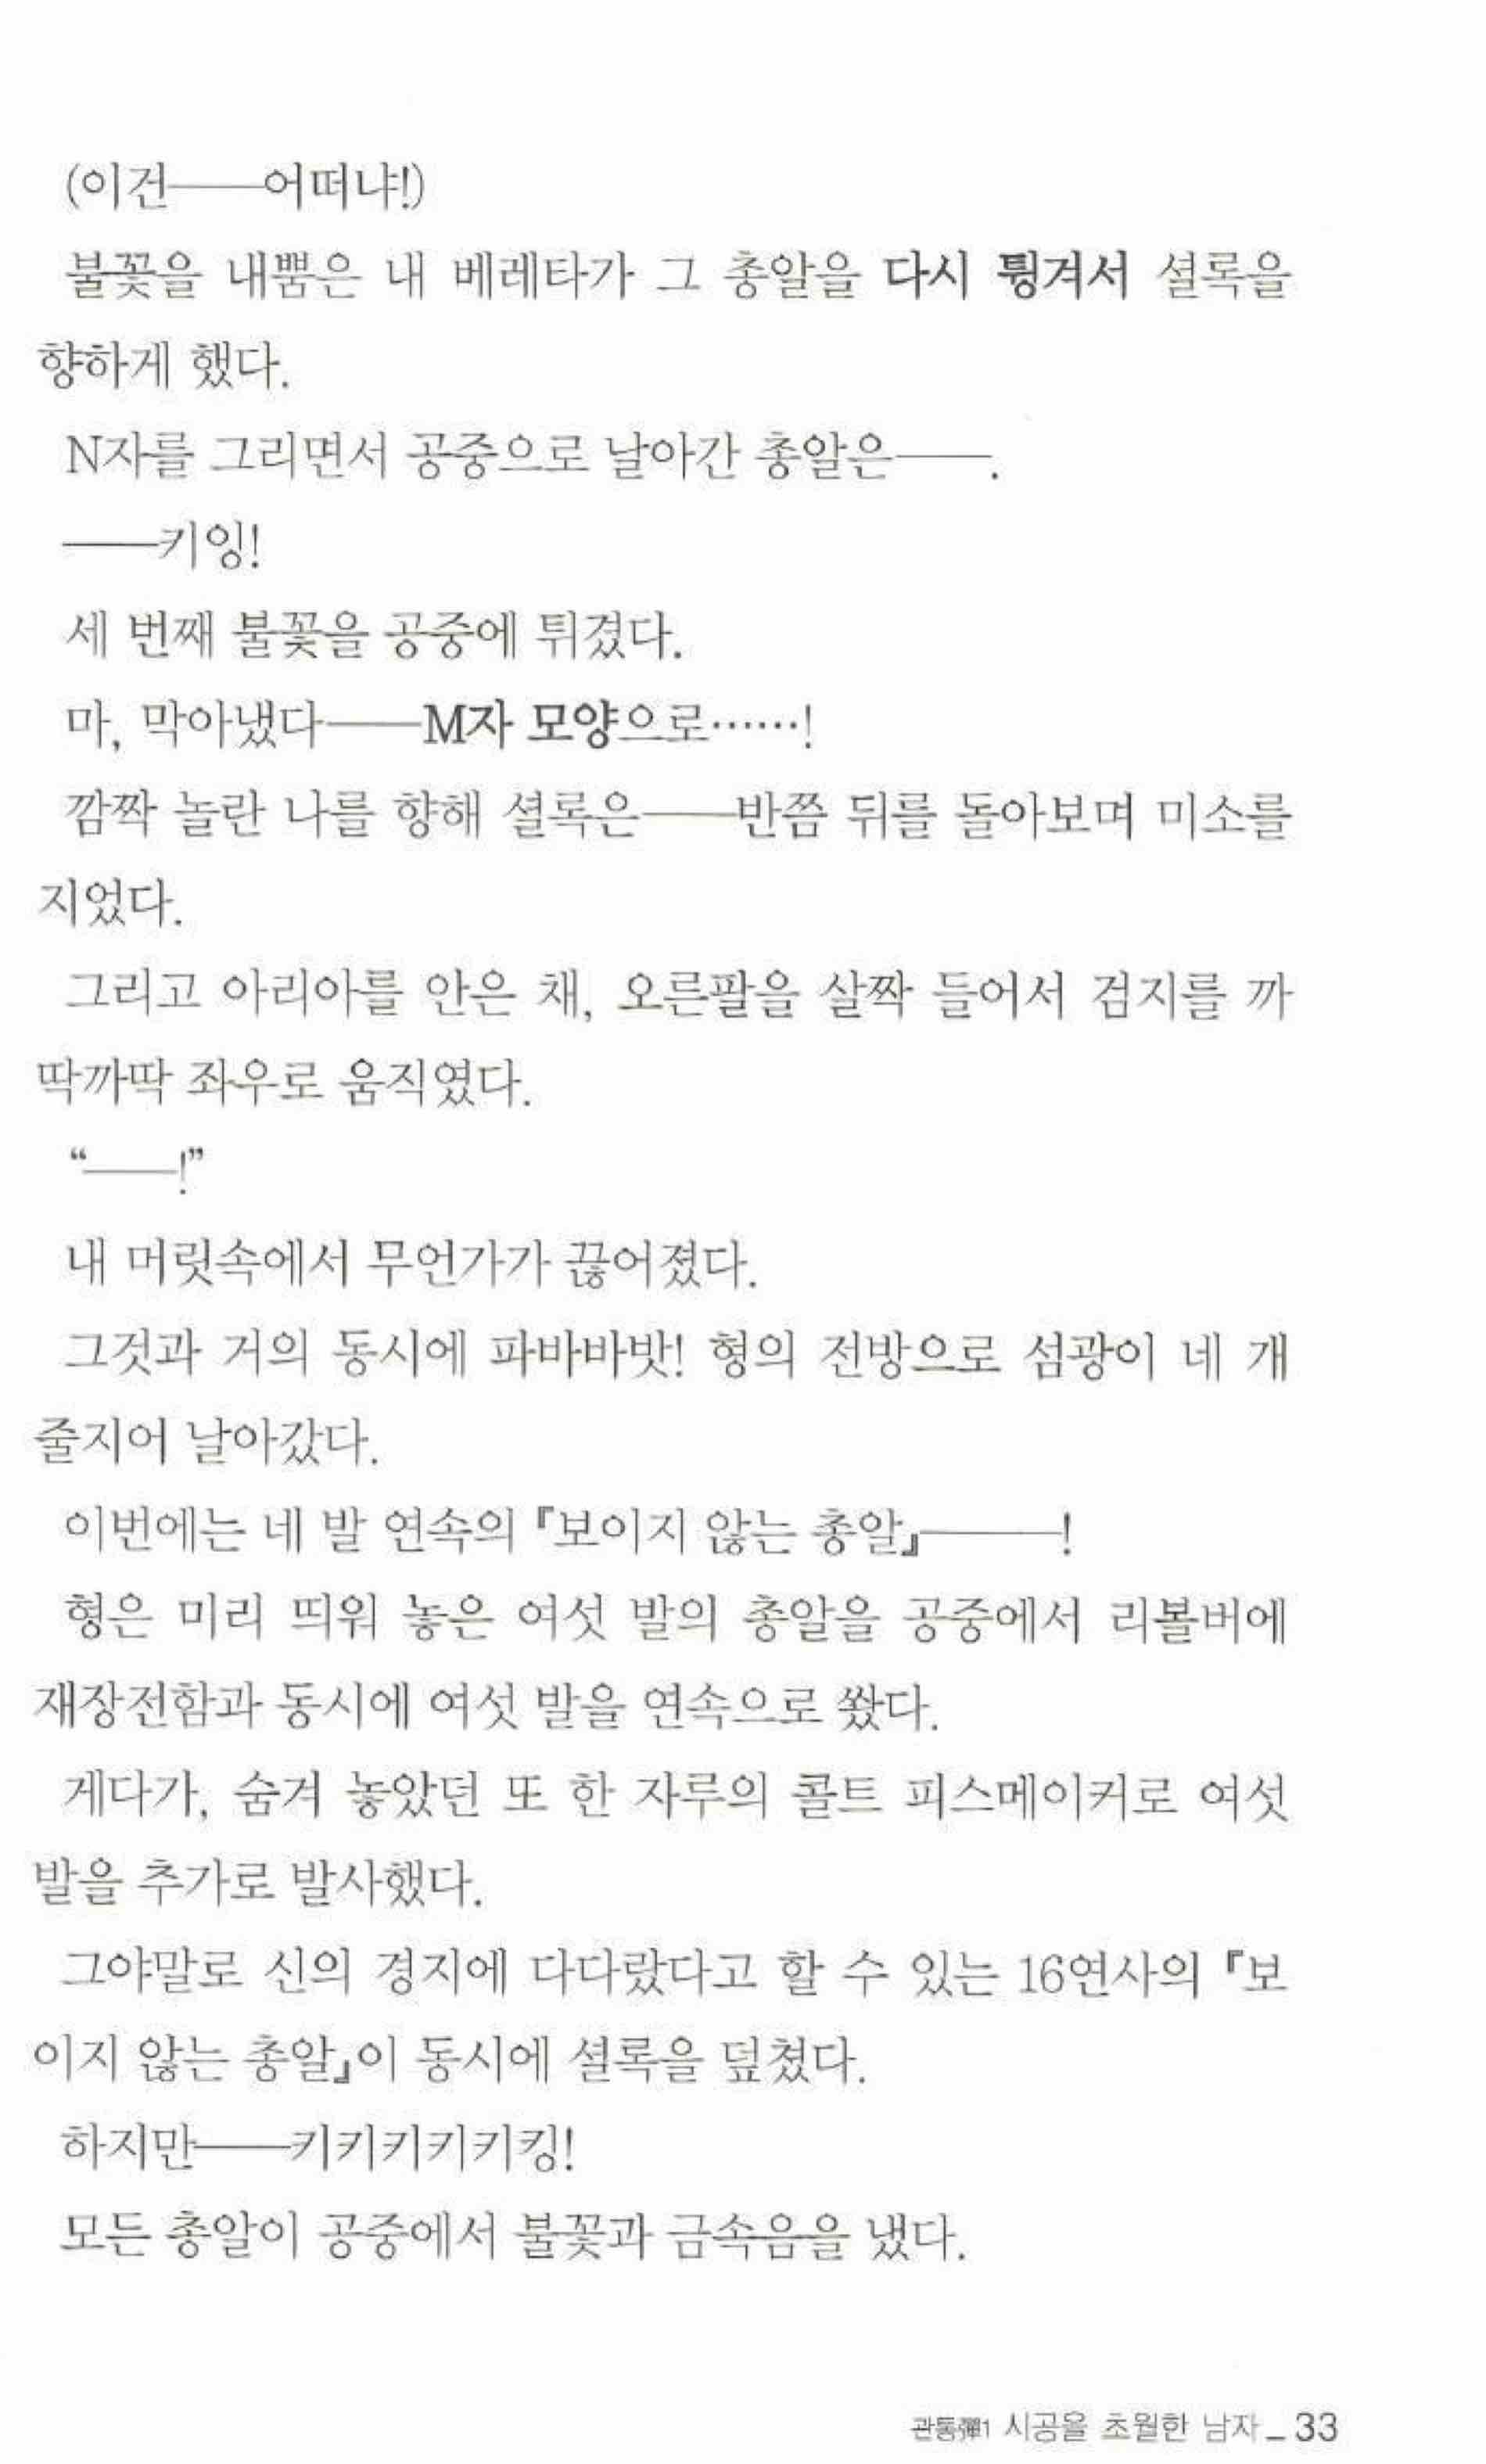 (이건――어떠냐!)
불꽃을 내뿜은 내 베레타가 그 총알을 다시 튕겨서 셜록을
향하게 했다.
N자를 그리면서 공중으로 날아간 총알은――.
――키잉!
세 번째 불꽃을 공중에 튀겼다.
마, 막아냈다――M자 모양으로……!
깜짝 놀란 나를 향해 셜록은――반쯤 뒤를 돌아보며 미소를
지었다.
그리고 아리아를 안은 채, 오른팔을 살짝 들어서 검지를 까
딱까딱 좌우로 움직였다.
“――!”
내 머릿속에서 무언가가 끊어졌다.
그것과 거의 동시에 파바바밧! 형의 전방으로 섬광이 네 개
줄지어 날아갔다.
이번에는 네 발 연속의 『보이지 않는 총알』―――!
형은 미리 띄워 놓은 여섯 발의 총알을 공중에서 리볼버에
재장전함과 동시에 여섯 발을 연속으로 쐈다.
게다가, 숨겨 놓았던 또 한 자루의 콜트 피스메이커로 여섯
발을 추가로 발사했다.
그야말로 신의 경지에 다다랐다고 할 수 있는 16연사의 『보
이지 않는 총알』이 동시에 셜록을 덮쳤다.
하지만――키키키키키킹!
모든 총알이 공중에서 불꽃과 금속음을 냈다.
관통彈1 시공을 초월한 남자 _ 33